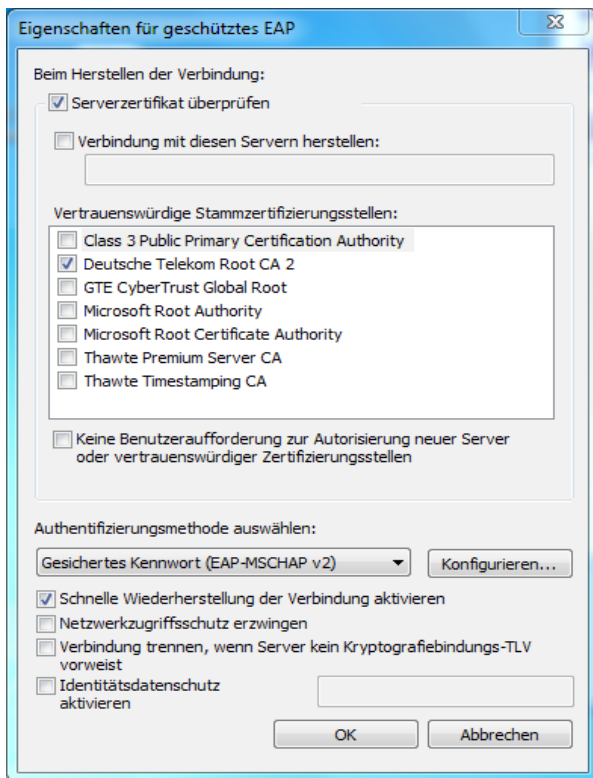 Eigenschaften für geschütztes EAP
Beim Herstellen der Verbindung:
Serverzertifikat überprüfen
Verbindung mit diesen Servern herstellen:
Vertrauenswürdige Stammzertifizierungsstellen:
Class 3 Public Primary Certification Authority
Deutsche Telekom Root CA 2
GTE CyberTrust Global Root
Microsoft Root Authority
Microsoft Root Certificate Authority
Thawte Premium Server CA
Thawte Timestamping CA
Keine Benutzeraufforderung zur Autorisierung neuer Server
oder vertrauenswürdiger Zertifizierungsstellen
Authentifizierungsmethode auswählen:
Gesichertes Kennwort (EAP-MSCHAP v2)
Konfigurieren...
Schnelle Wiederherstellung der Verbindung aktivieren
Netzwerkzugriffsschutz erzwingen
Verbindung trennen, wenn Server kein Kryptografiebindungs-TLV
vorweist
Identitätsdatenschutz
aktivieren
OK
Abbrechen